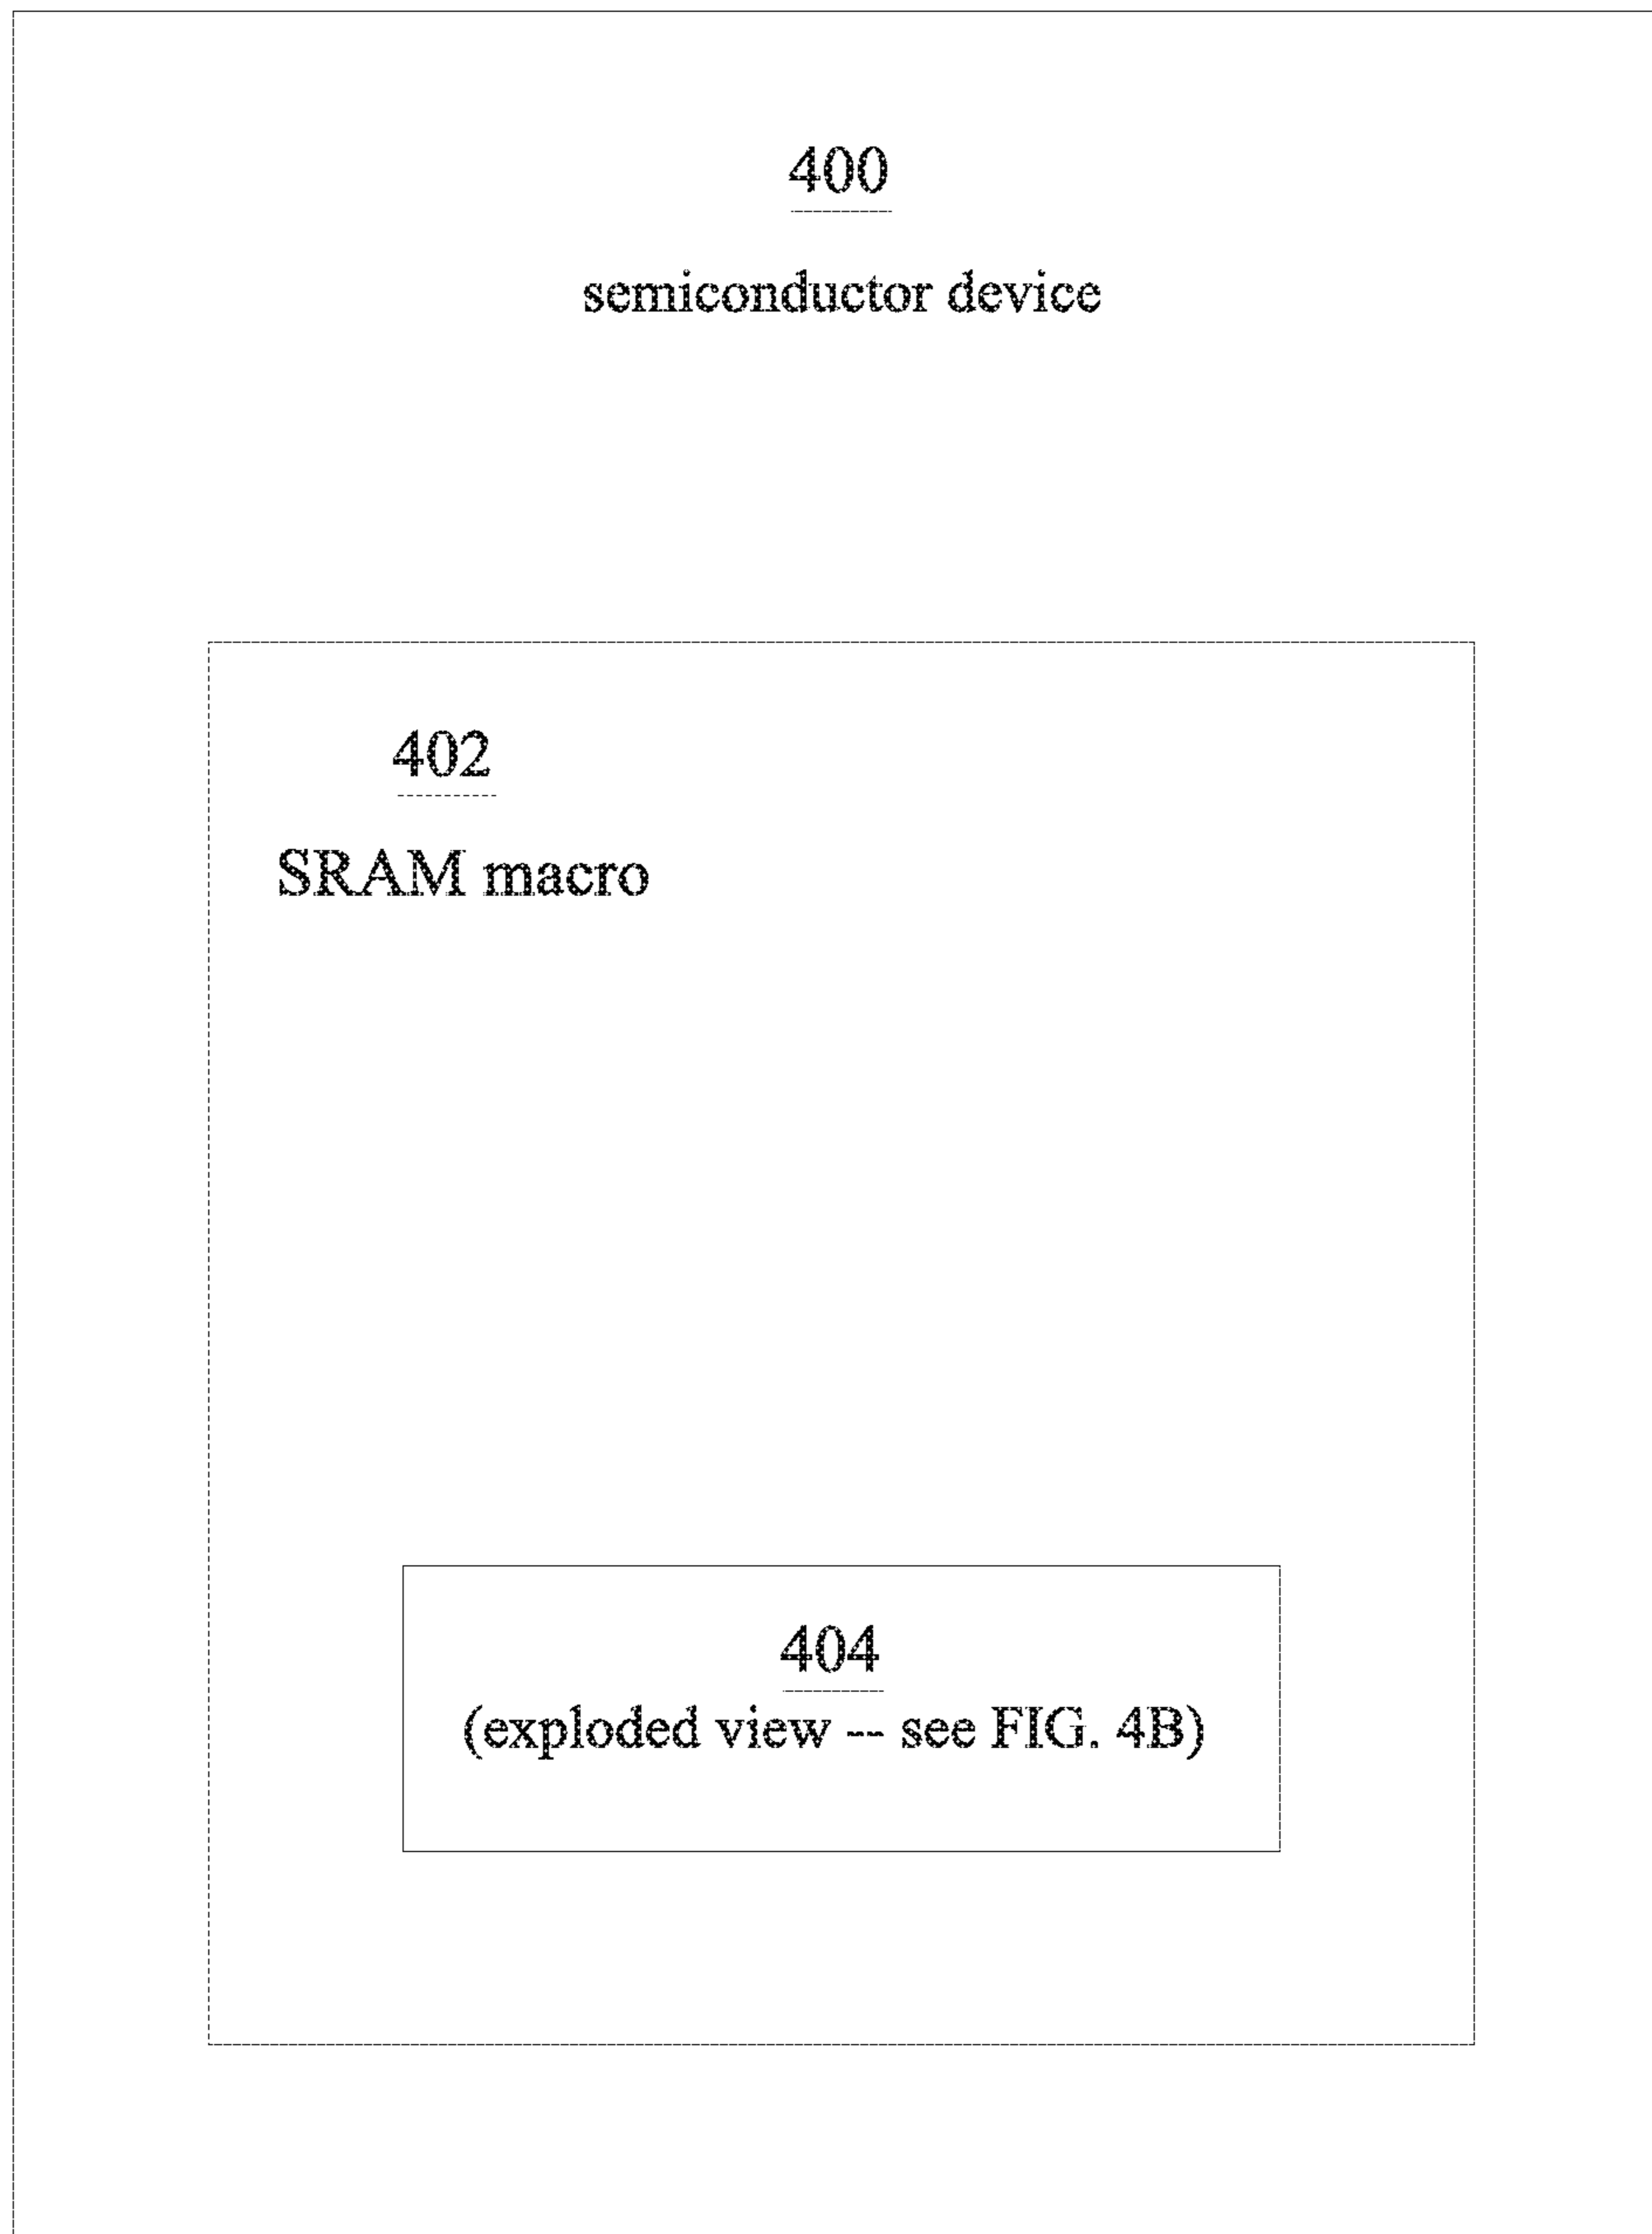 400
semiconductor device
402
SRAM macro
404
(exploded view -- see FIG. 4B)